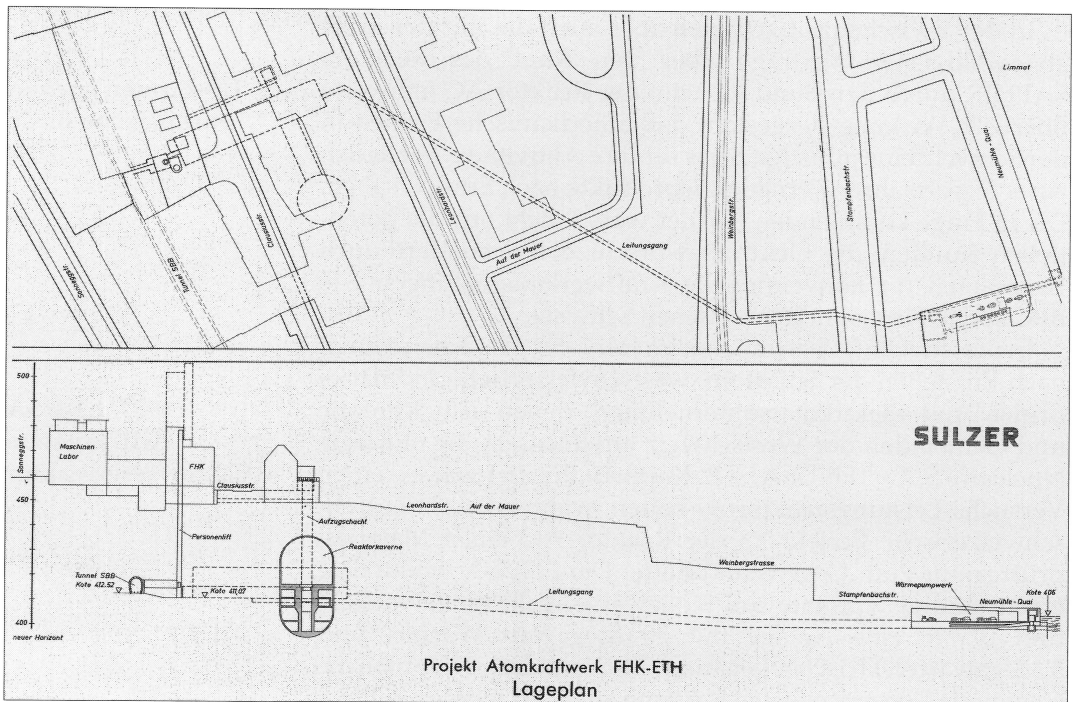 Limmat
Neumühle-Quai
Stampfenbachstr.
Weinbergstr.
Leonhardstr.
Auf der Mauer
Leitungsgang
Clausiusstr.
Tunnel SBB
Sonneggstr.
500
450
400
Sonneggstr.
neuer Horizont
SULZER
Maschinen
Labor
FHK
Clausiusstr.
Leonhardstr.
Auf der Mauer
Aufzugschacht
Personenlift
Reaktorkaverne
Weinbergstrasse
Tunnel SBB
Kote 412.52
Kote 411,07
Leitungsgang
Stampfenbachstr.
Wärmepumpwerk
Neumühle-Quai
Kote 406
Projekt Atomkraftwerk FHK-ETH
Lageplan